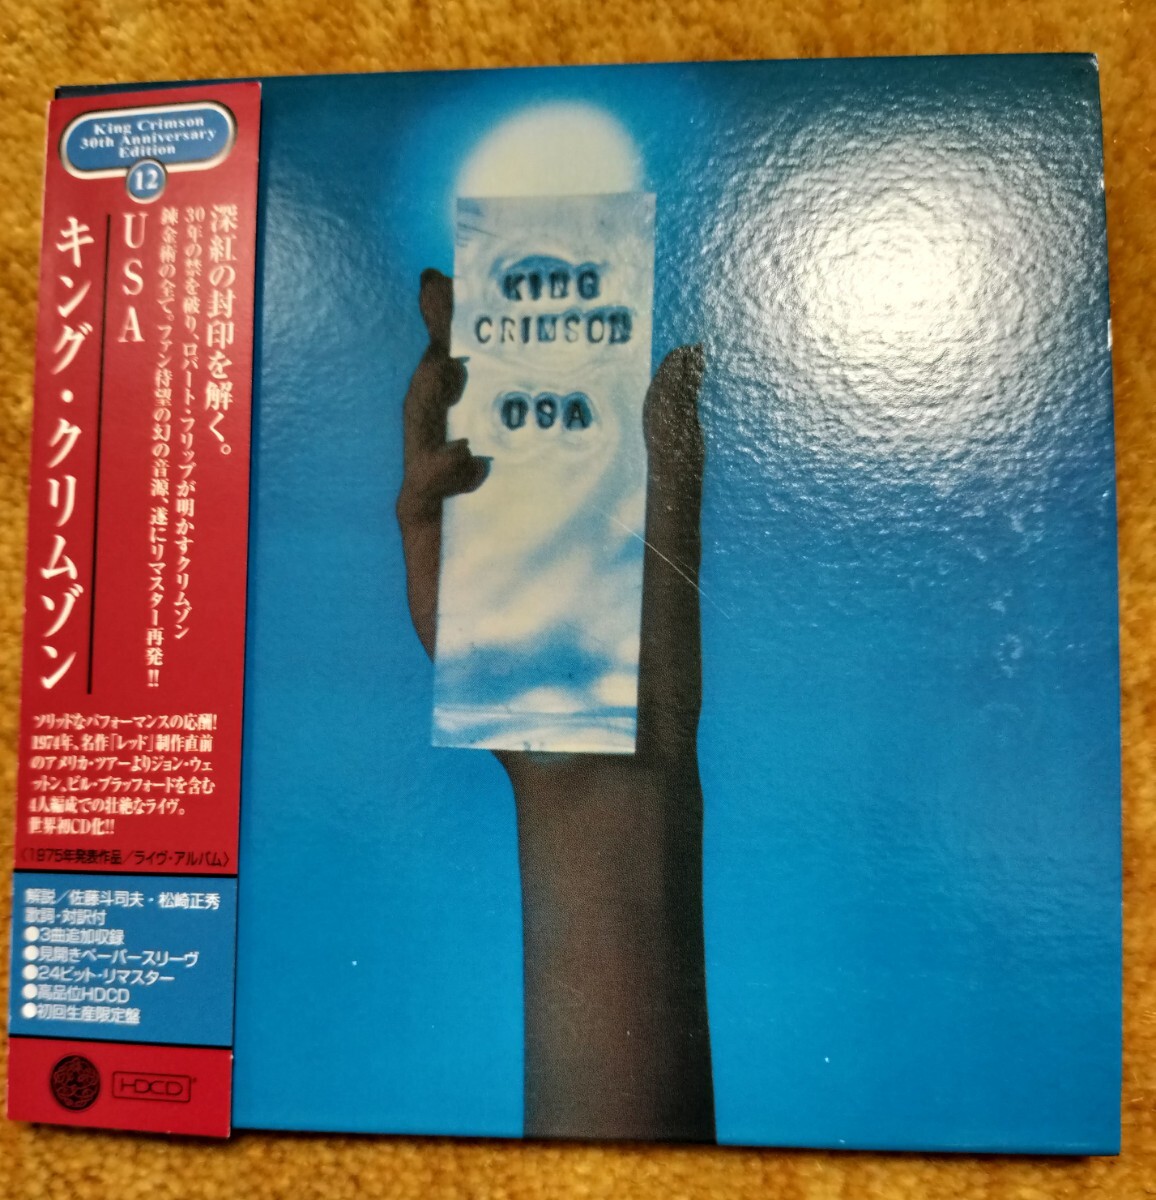 King Crimson
30th Anniversary
Edition
12
深紅の封印を解く。
30年の禁を破り、ロバート・フリップが明かすクリムゾン
錬金術の全て。ファン待望の幻の音源、遂にリマスター再発!!
USA
キング・クリムゾン
ソリッドなパフォーマンスの応酬!
1974年、名作「レッド」制作直前
のアメリカ・ツアーよりジョン・ウェ
ットン、ビル・ブラッフォードを含む
4人編成での壮絶なライヴ。
世界初CD化!!
〈1975年発表作品/ライヴ・アルバム〉
解説/佐藤斗司夫・松崎正秀
歌詞・対訳付
●3曲追加収録
●見開きペーパースリーヴ
●24ビット・リマスター
●高品位HDCD
●初回生産限定盤
HDCD
KING
CRIMSON
USA